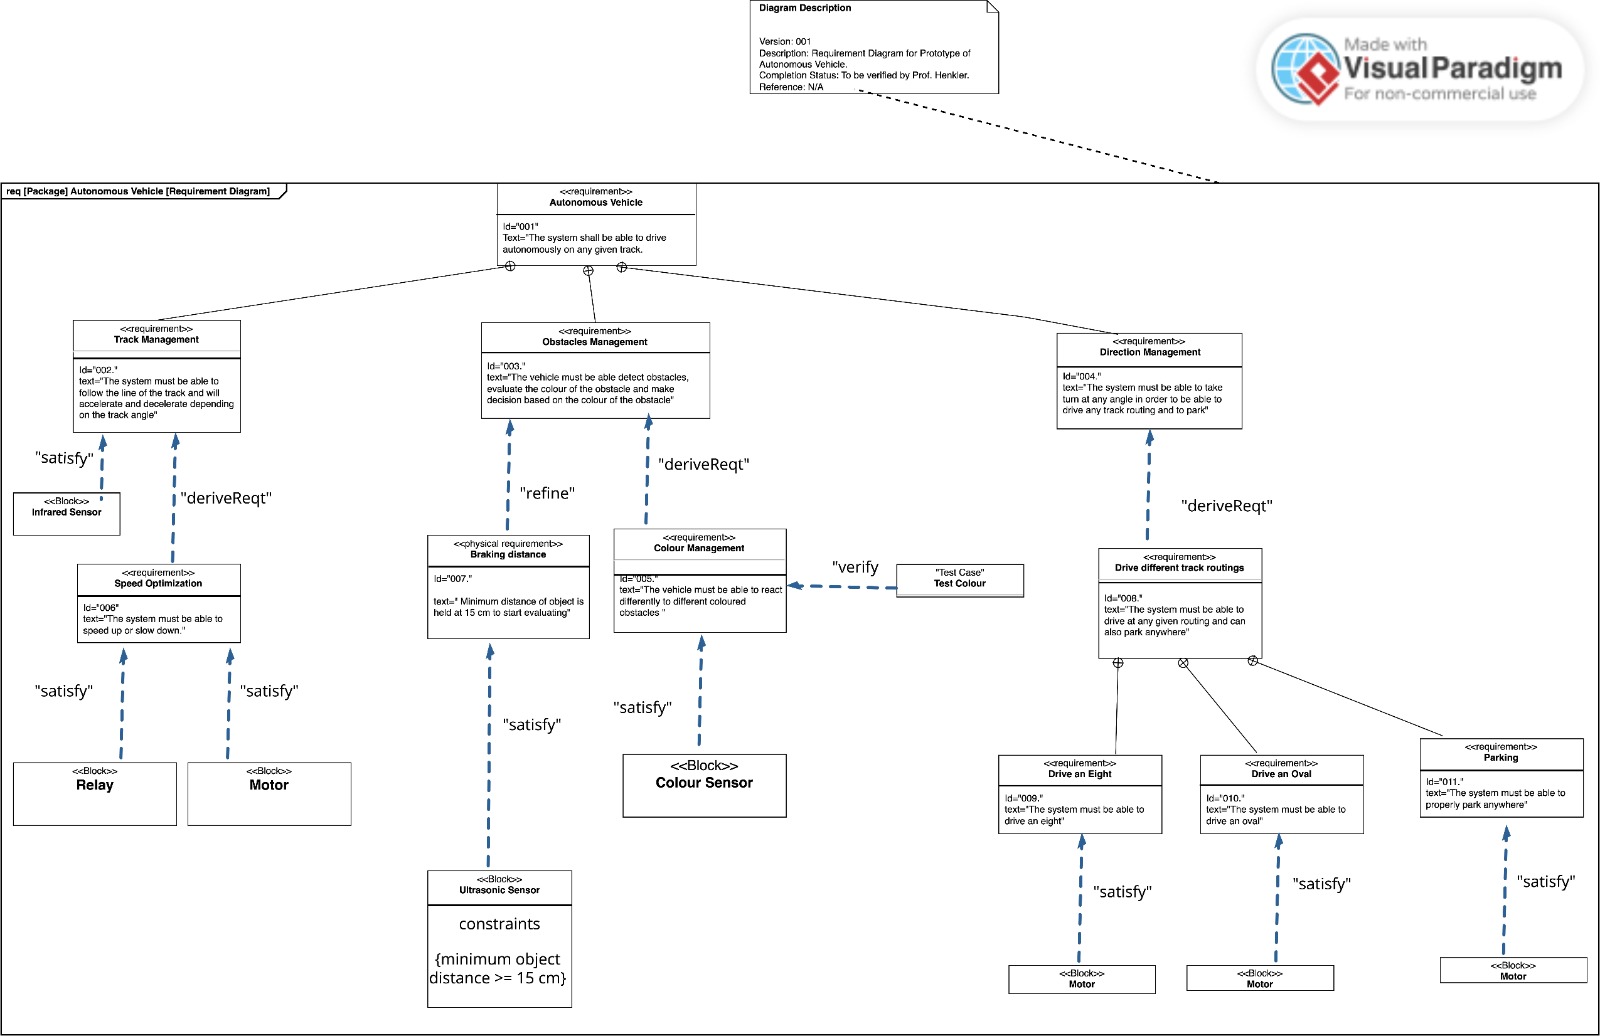 Diagram Description
Version: 001
Description: Requirement Diagram for Prototype of
Autonomous Vehicle.
Completion Status: To be verified by Prof. Henkler.
Reference: N/A
Made with
Visual Paradigm
For non-commercial use
req [Package] Autonomous Vehicle [Requirement Diagram]
<<requirement>>
Autonomous Vehicle
Id="001"
Text="The system shall be able to drive
autonomously on any given track.
<<requirement>>
Track Management
Id="002."
text="The system must be able to
follow the line of the track and will
accelerate and decelerate depending
on the track angle"
<<requirement>>
Obstacles Management
Id="003."
text="The vehicle must be able detect obstacles,
evaluate the colour of the obstacle and make
decision based on the colour of the obstacle"
<<requirement>>
Direction Management
Id="004."
text="The system must be able to take
turn at any angle in order to be able to
drive any track routing and to park"
"satisfy"
"deriveReqt"
"refine"
"deriveReqt"
"deriveReqt"
<<Block>>
Infrared Sensor
<<requirement>>
Speed Optimization
Id="006"
text="The system must be able to
speed up or slow down."
<<physical requirement>>
Braking distance
Id="007."
text=" Minimum distance of object is
held at 15 cm to start evaluating"
<<requirement>>
Colour Management
Id="005."
text="The vehicle must be able to react
differently to different coloured
obstacles "
"verify
"Test Case"
Test Colour
<<requirement>>
Drive different track routings
Id="008."
text="The system must be able to
drive at any given routing and can
also park anywhere"
"satisfy"
"satisfy"
"satisfy"
"satisfy"
<<Block>>
Relay
<<Block>>
Motor
<<Block>>
Colour Sensor
<<requirement>>
Drive an Eight
Id="009."
text="The system must be able to
drive an eight"
<<requirement>>
Drive an Oval
Id="010."
text="The system must be able to
drive an oval"
<<requirement>>
Parking
Id="011."
text="The system must be able to
properly park anywhere"
<<Block>>
Ultrasonic Sensor
constraints
{minimum object
distance >= 15 cm}
"satisfy"
"satisfy"
"satisfy"
<<Block>>
Motor
<<Block>>
Motor
<<Block>>
Motor